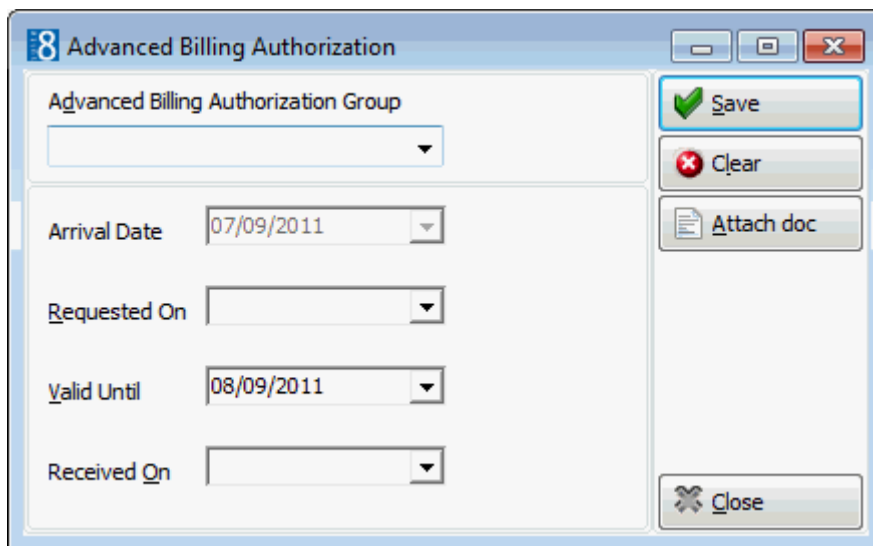 8 Advanced Billing Authorization
Advanced Billing Authorization Group
Save
Clear
Attach doc
Arrival Date 07/09/2011
Requested On
Valid Until 08/09/2011
Received On
Close